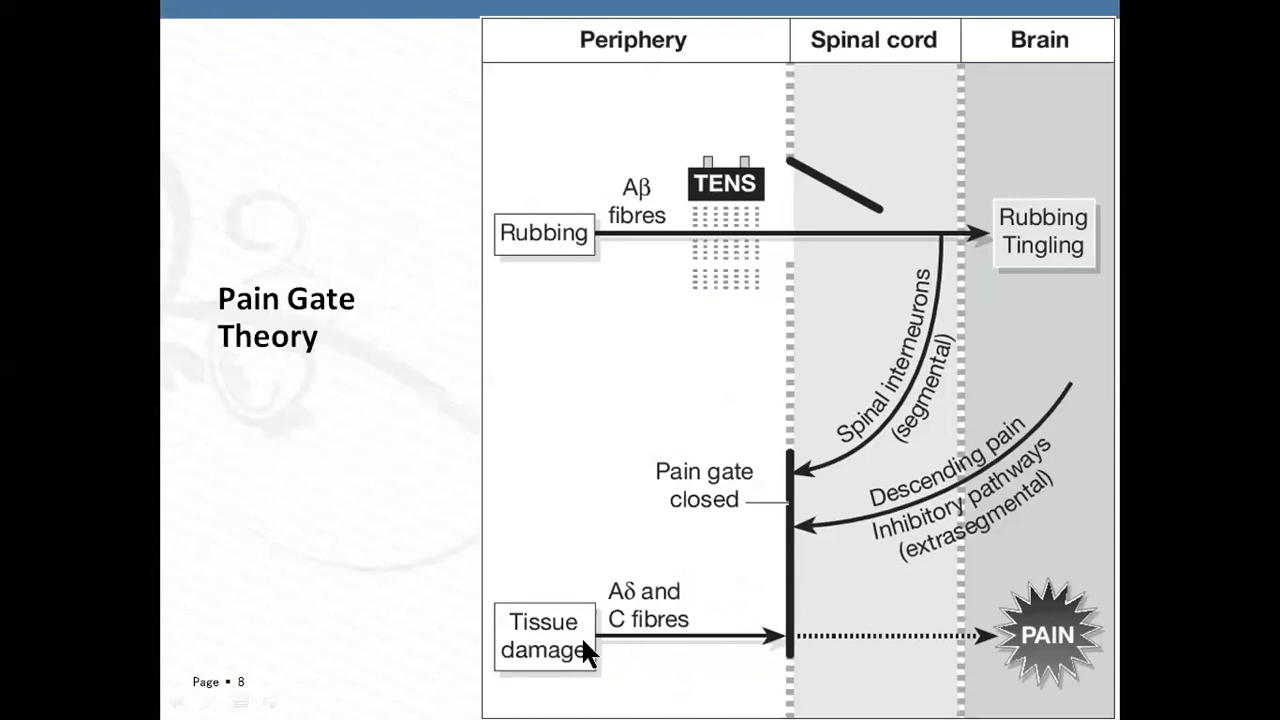 Pain Gate
Theory
Periphery
Spinal cord
Brain
TENS
Aβ
fibres
Rubbing
Rubbing
Tingling
Spinal interneurons
(segmental)
Pain gate
closed
Descending pain
Inhibitory pathways
(extrasegmental)
Aδ and
C fibres
Tissue
damage
PAIN
Page ▪ 8